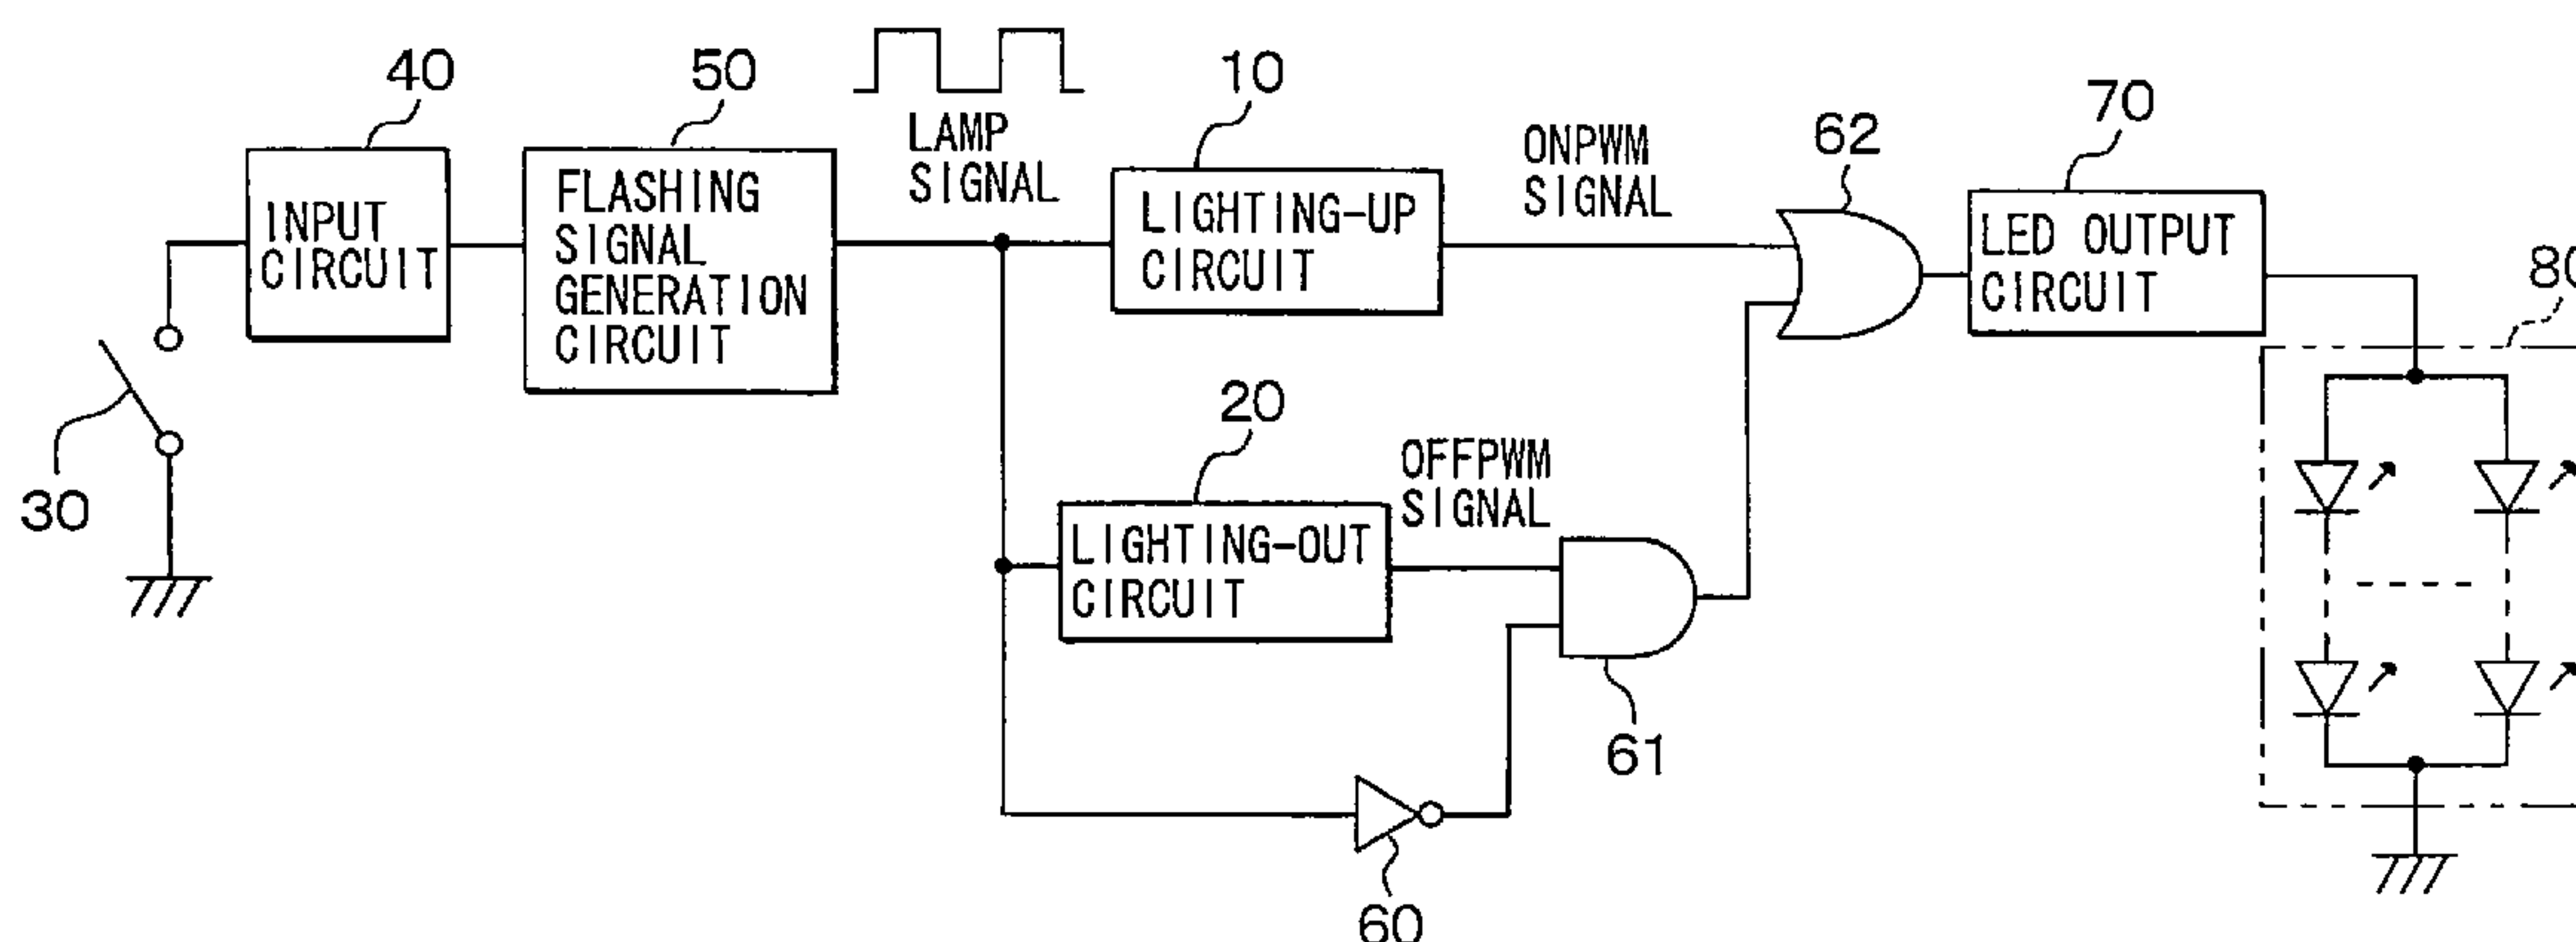 40
50
10
70
62
LAMP
SIGNAL
ONPWM
SIGNAL
INPUT
CIRCUIT
FLASHING
SIGNAL
GENERATION
CIRCUIT
LIGHTING-UP
CIRCUIT
LED OUTPUT
CIRCUIT
80
30
20
OFFPWM
SIGNAL
LIGHTING-OUT
CIRCUIT
61
60